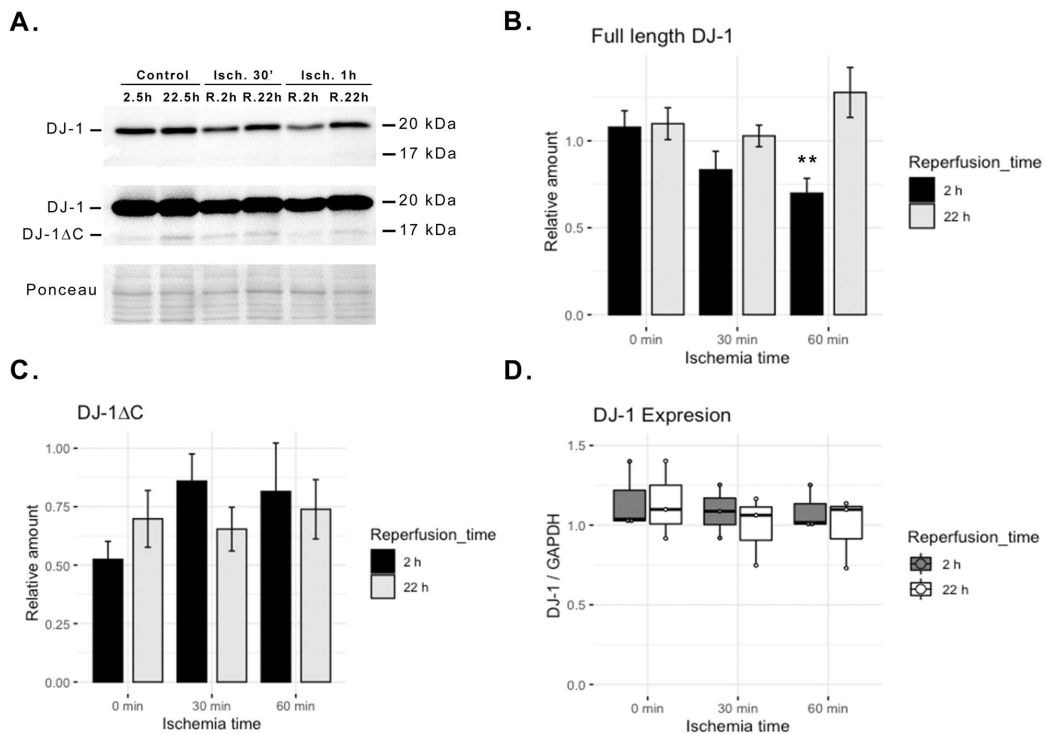 A.
Control Isch. 30' Isch. 1h
2.5h 22.5h R.2h R.22h R.2h R.22h
DJ-1
20 kDa
17 kDa
DJ-1
20 kDa
DJ-1ΔC
17 kDa
Ponceau
B.
Full length DJ-1
Relative amount
1.0
0.5
0.0
**
0 min 30 min 60 min
Ischemia time
Reperfusion_time
2 h
22 h
C.
DJ-1ΔC
Relative amount
1.00
0.75
0.50
0.25
0.00
0 min 30 min 60 min
Ischemia time
Reperfusion_time
2 h
22 h
D.
DJ-1 Expresion
DJ-1 / GAPDH
1.5
1.0
0.5
0.0
0 min 30 min 60 min
Ischemia time
Reperfusion_time
2 h
22 h